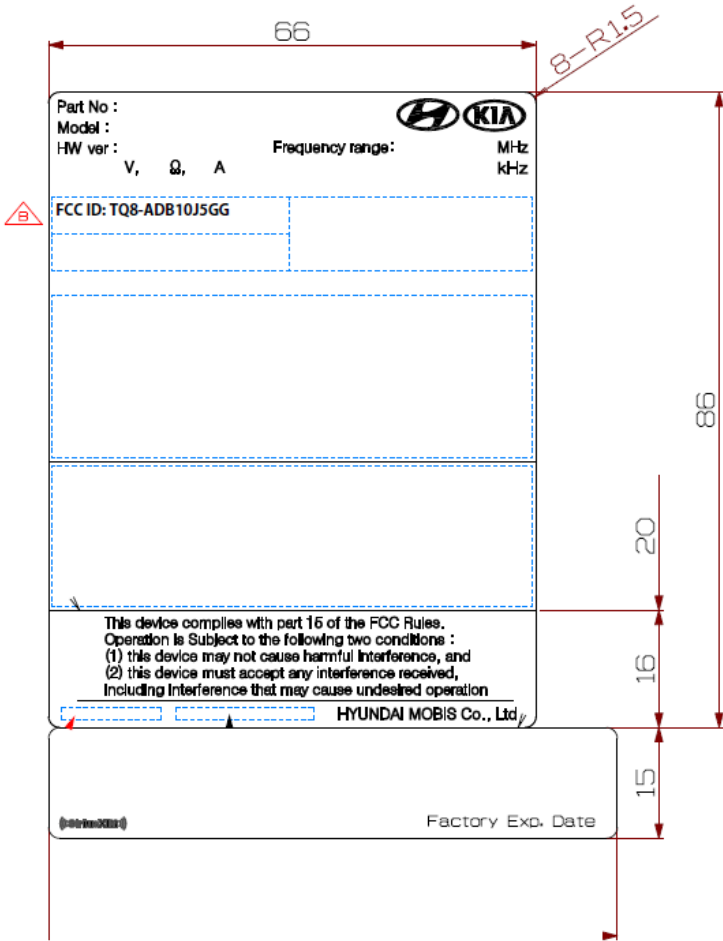 66
8-R1.5
Part No :
Model :
HW ver :
V, Ω, A
KIA
Frequency range: MHz
kHz
B
FCC ID: TQ8-ADB10J5GG
86
20
This device complies with part 15 of the FCC Rules.
Operation is Subject to the following two conditions :
(1) this device may not cause harmful interference, and
(2) this device must accept any interference received,
including interference that may cause undesired operation
16
HYUNDAI MOBIS Co., Ltd
15
((SiriusXM))
Factory Exp. Date